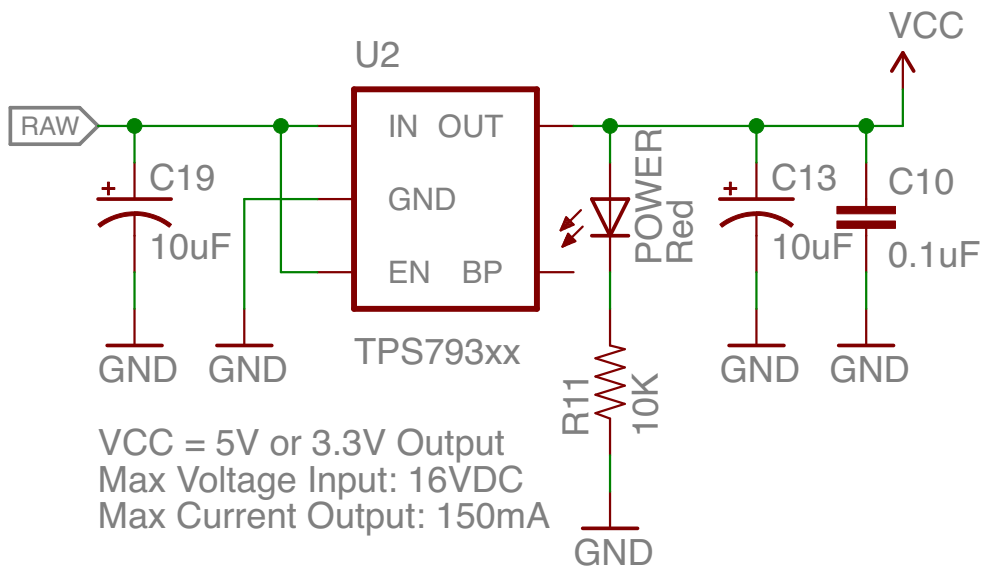 VCC
U2
RAW
IN OUT
GND
EN BP
TPS793xx
+
C19
10uF
GND
GND
POWER
Red
R11
10K
GND
+
C13
10uF
GND
C10
0.1uF
GND
VCC = 5V or 3.3V Output
Max Voltage Input: 16VDC
Max Current Output: 150mA